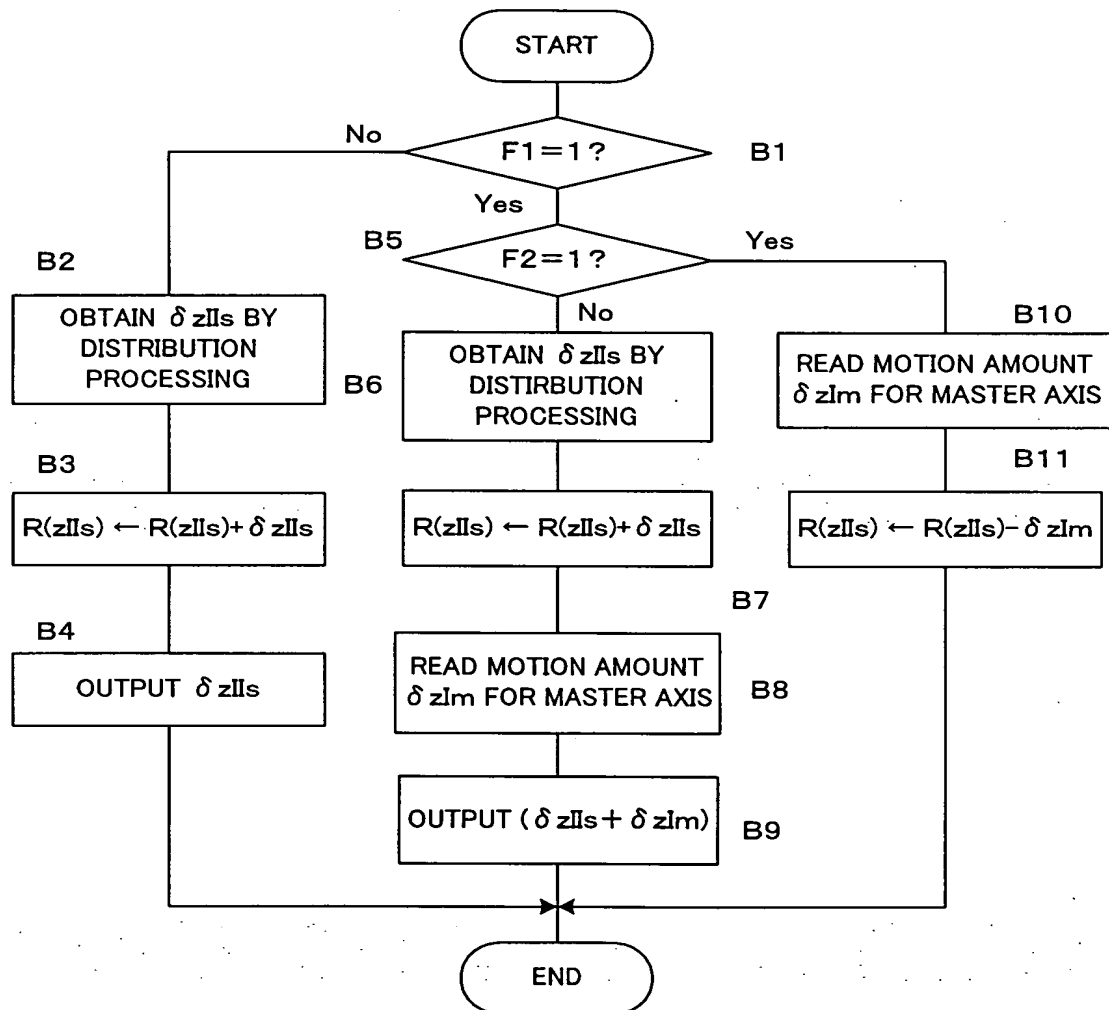 START
No
F1=1?
B1
Yes
B5
F2=1?
Yes
B2
No
B10
OBTAIN δ zIIs BY
DISTRIBUTION
PROCESSING
B6
OBTAIN δ zIIs BY
DISTIRBUTION
PROCESSING
READ MOTION AMOUNT
δ zIm FOR MASTER AXIS
B3
B11
R(zIIs) ← R(zIIs)+ δ zIIs
R(zIIs) ← R(zIIs)+ δ zIIs
R(zIIs) ← R(zIIs)- δ zIm
B7
B4
OUTPUT δ zIIs
READ MOTION AMOUNT
δ zIm FOR MASTER AXIS
B8
OUTPUT (δ zIIs + δ zIm)
B9
END